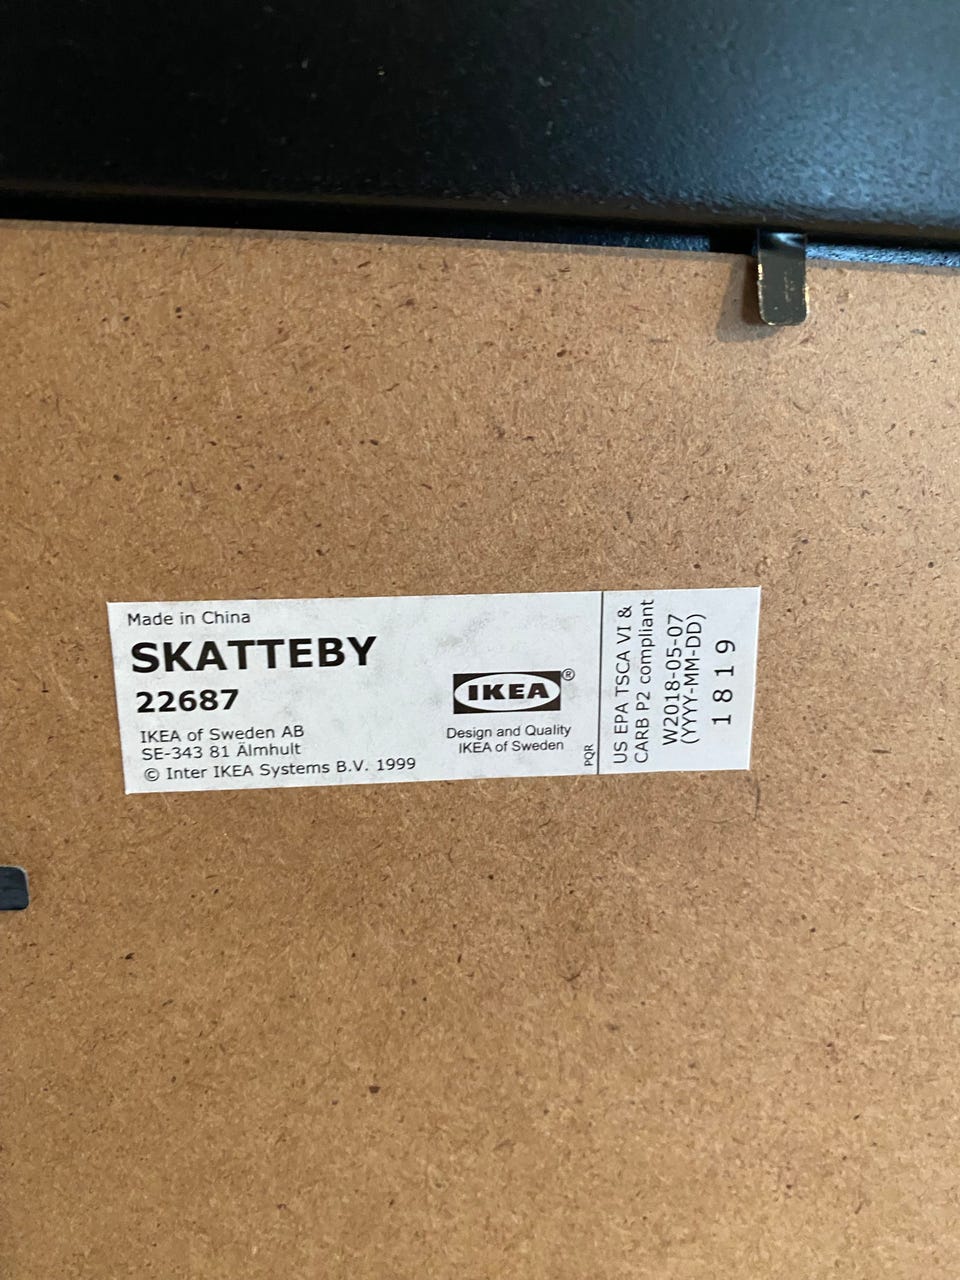 Made in China
SKATTEBY
22687
IKEA of Sweden AB
SE-343 81 Älmhult
© Inter IKEA Systems B.V. 1999
IKEA®
Design and Quality
IKEA of Sweden
PQR
US EPA TSCA VI &
CARB P2 compliant
W2018-05-07
(YYYY-MM-DD)
1819